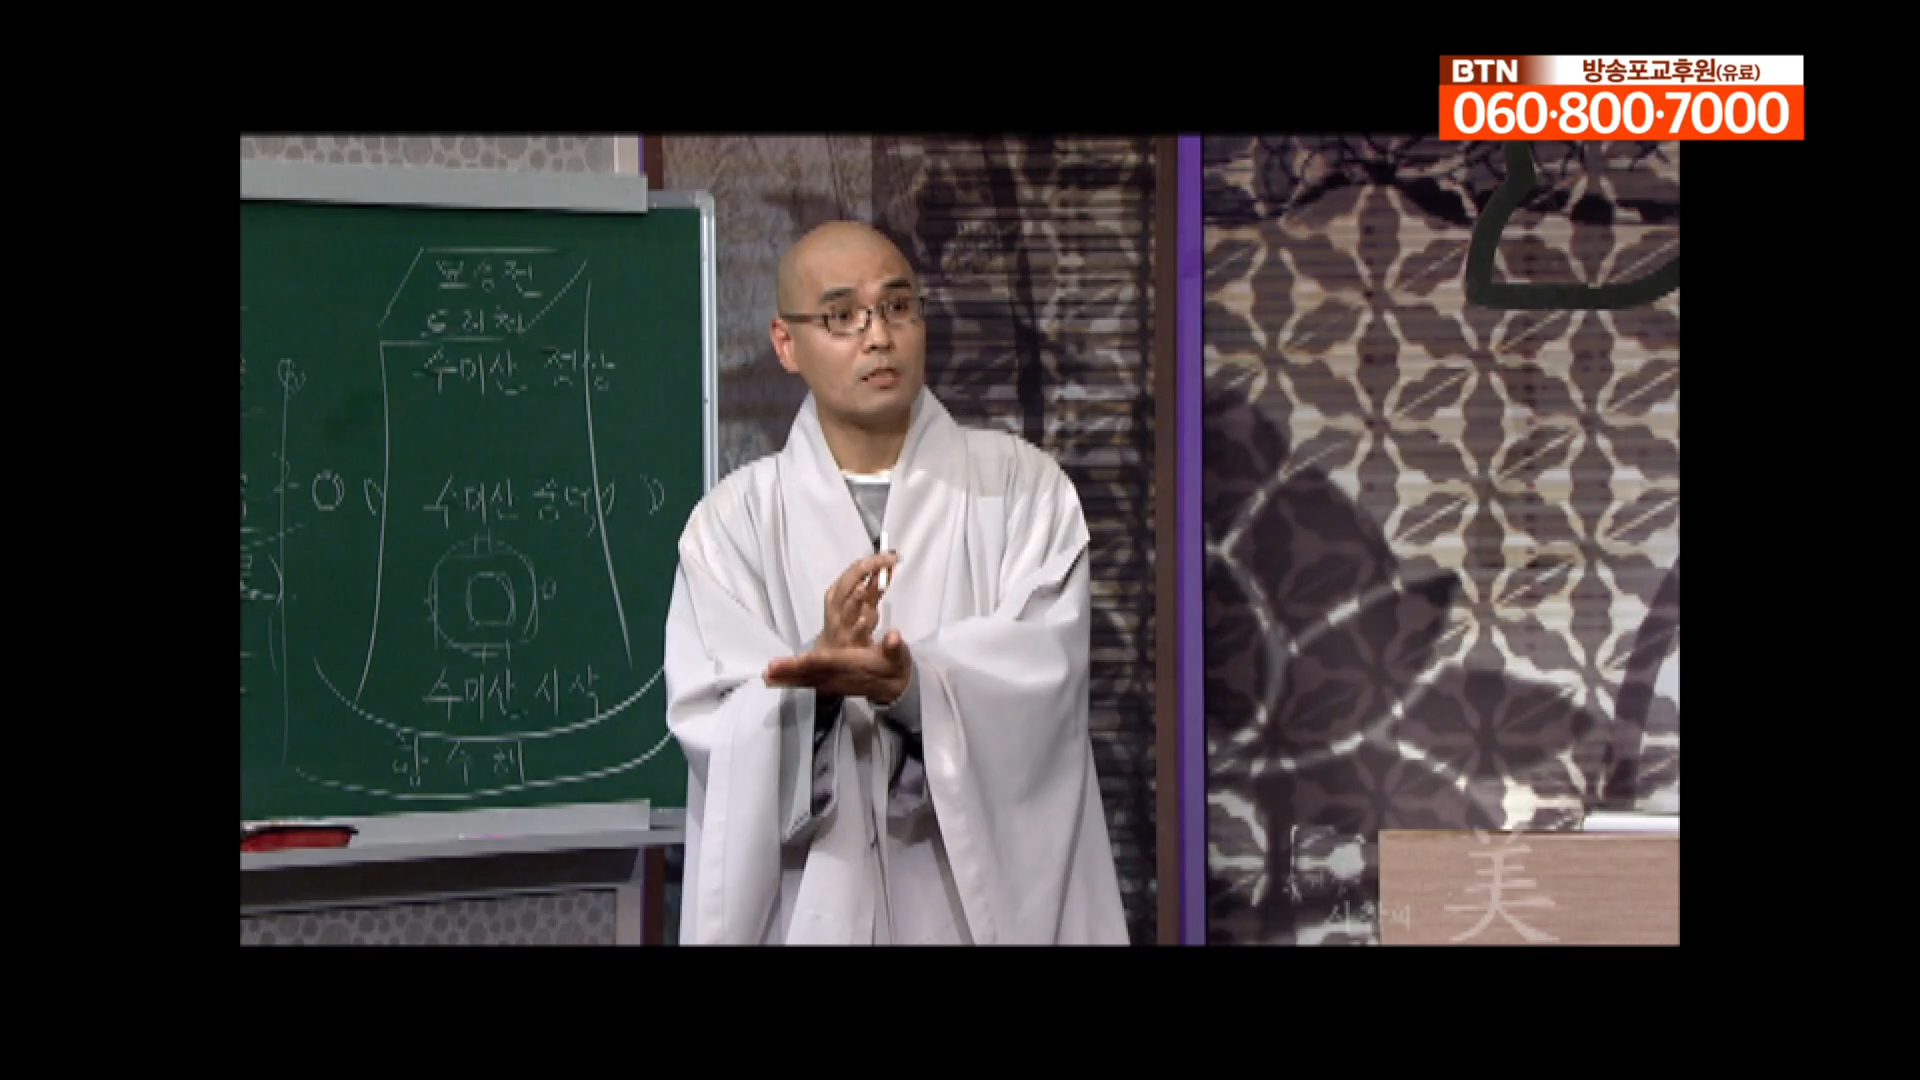 BTN 방송포교후원(유료)
060·800·7000
보승전
도리천
수미산 정상
수미산 중턱
수미산 시작
향수해
美